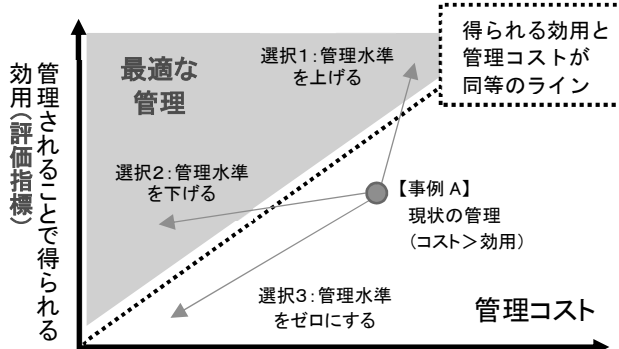 得られる効用と
管理コストが
同等のライン
選択1:管理水準
を上げる
最適な
管理
管理されることで得られる
効用(評価指標)
選択2:管理水準
を下げる
【事例 A】
現状の管理
(コスト>効用)
選択3:管理水準
をゼロにする
管理コスト